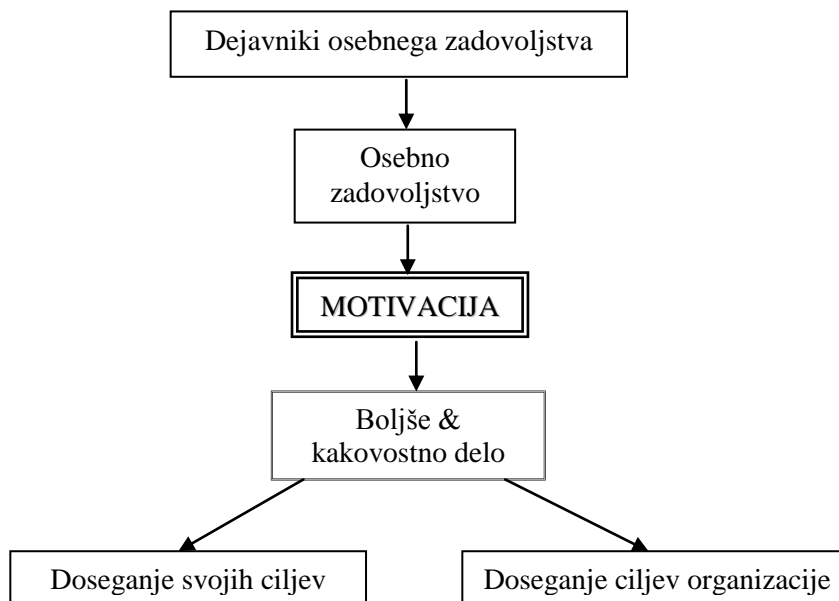 Dejavniki osebnega zadovoljstva
Osebno
zadovoljstvo
MOTIVACIJA
Boljše &
kakovostno delo
Doseganje svojih ciljev
Doseganje ciljev organizacije